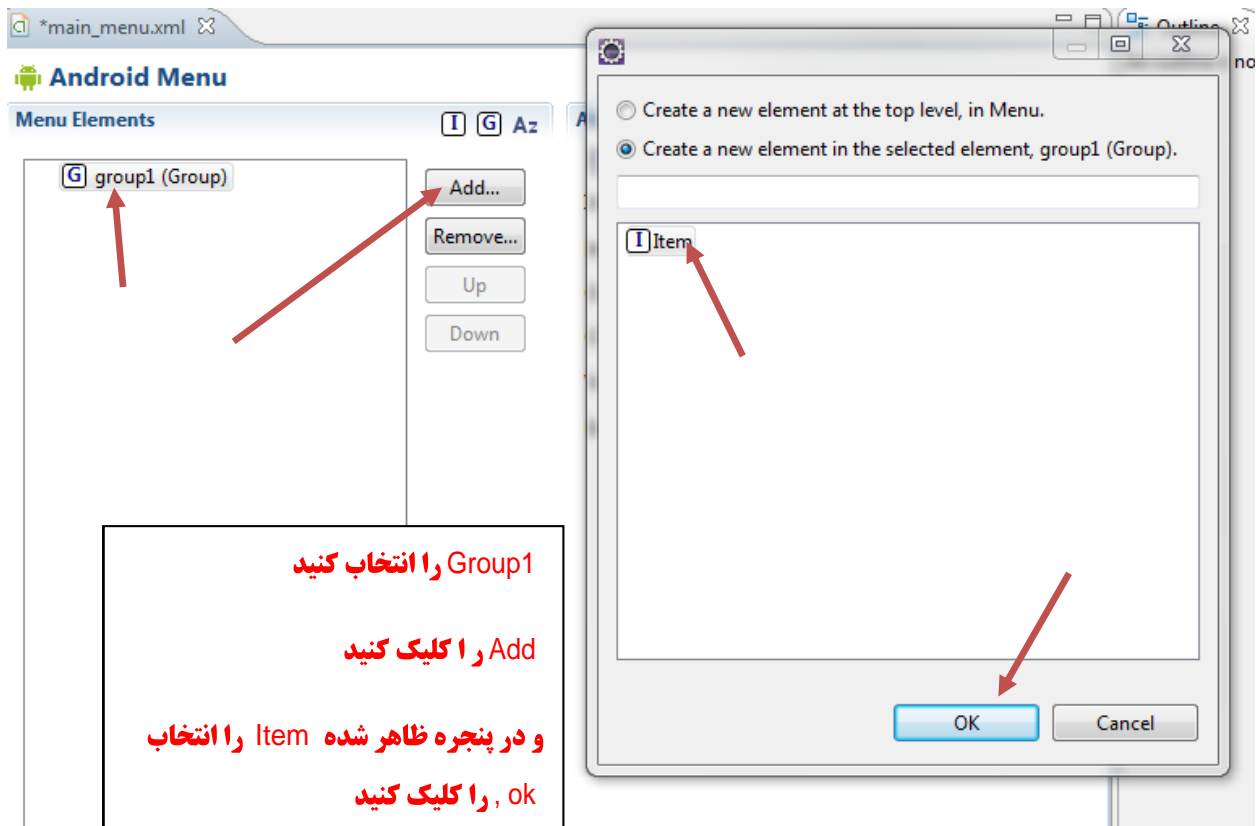 *main_menu.xml
Outline
Android Menu
Menu Elements
Az
G group1 (Group)
Add...
Remove...
Up
Down
Create a new element at the top level, in Menu.
Create a new element in the selected element, group1 (Group).
I Item
OK
Cancel
Group1 را انتخاب کنید
Add ر ا کلیک کنید
و در پنجره ظاهر شده Item را انتخاب
ok , را کلیک کنید